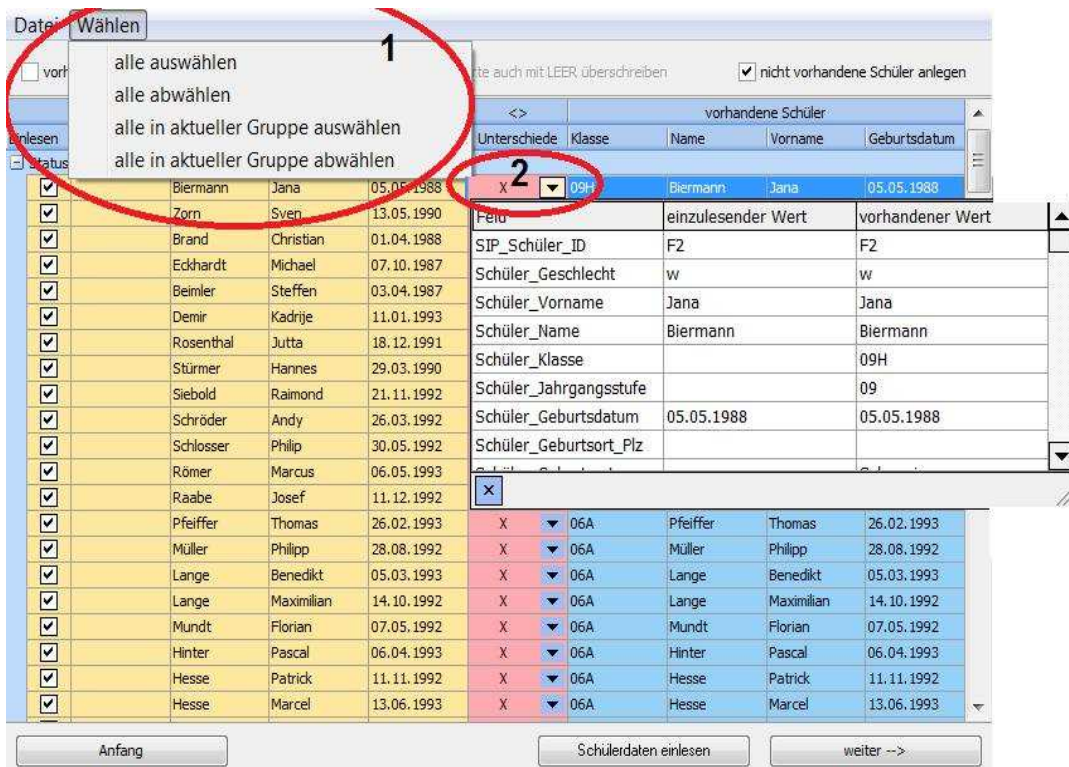 Datei Wählen
1
alle auswählen
alle abwählen
alle in aktueller Gruppe auswählen
alle in aktueller Gruppe abwählen
vorh
auch mit LEER überschreiben
nicht vorhandene Schüler anlegen
<> vorhandene Schüler
Unterschiede Klasse Name Vorname Geburtsdatum
Status
2
Biermann Jana 05.05.1988 X 09H Biermann Jana 05.05.1988
Zorn Sven 13.05.1990
Brand Christian 01.04.1988
Eckhardt Michael 07.10.1987
Beimler Steffen 03.04.1987
Demir Kadrije 11.01.1993
Rosenthal Jutta 18.12.1991
Stürmer Hannes 29.03.1990
Siebold Raimond 21.11.1992
Schröder Andy 26.03.1992
Schlosser Philip 30.05.1992
Römer Marcus 06.05.1993
Raabe Josef 11.12.1992
Feld einzulesender Wert vorhandener Wert
SIP_Schüler_ID F2 F2
Schüler_Geschlecht w w
Schüler_Vorname Jana Jana
Schüler_Name Biermann Biermann
Schüler_Klasse 09H
Schüler_Jahrgangsstufe 09
Schüler_Geburtsdatum 05.05.1988 05.05.1988
Schüler_Geburtsort_Plz
Pfeiffer Thomas 26.02.1993 X 06A Pfeiffer Thomas 26.02.1993
Müller Philipp 28.08.1992 X 06A Müller Philipp 28.08.1992
Lange Benedikt 05.03.1993 X 06A Lange Benedikt 05.03.1993
Lange Maximilian 14.10.1992 X 06A Lange Maximilian 14.10.1992
Mundt Florian 07.05.1992 X 06A Mundt Florian 07.05.1992
Hinter Pascal 06.04.1993 X 06A Hinter Pascal 06.04.1993
Hesse Patrick 11.11.1992 X 06A Hesse Patrick 11.11.1992
Hesse Marcel 13.06.1993 X 06A Hesse Marcel 13.06.1993
Anfang Schülerdaten einlesen weiter -->